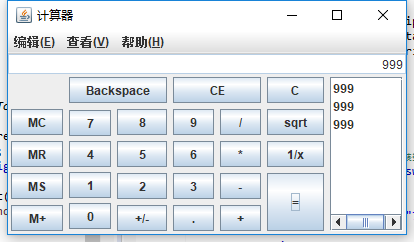 计算器
编辑(E) 查看(V) 帮助(H)
999
Backspace CE C
MC 7 8 9 / sqrt
MR 4 5 6 * 1/x
MS 1 2 3 - =
M+ 0 +/- . +
999
999
999